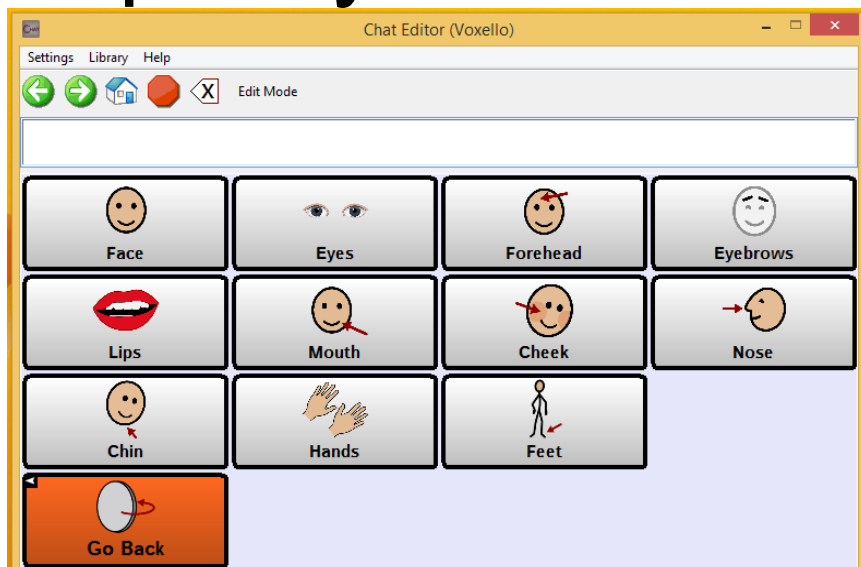 Chat Editor (Voxello)
Settings Library Help
X Edit Mode
Face Eyes Forehead Eyebrows
Lips Mouth Cheek Nose
Chin Hands Feet
Go Back